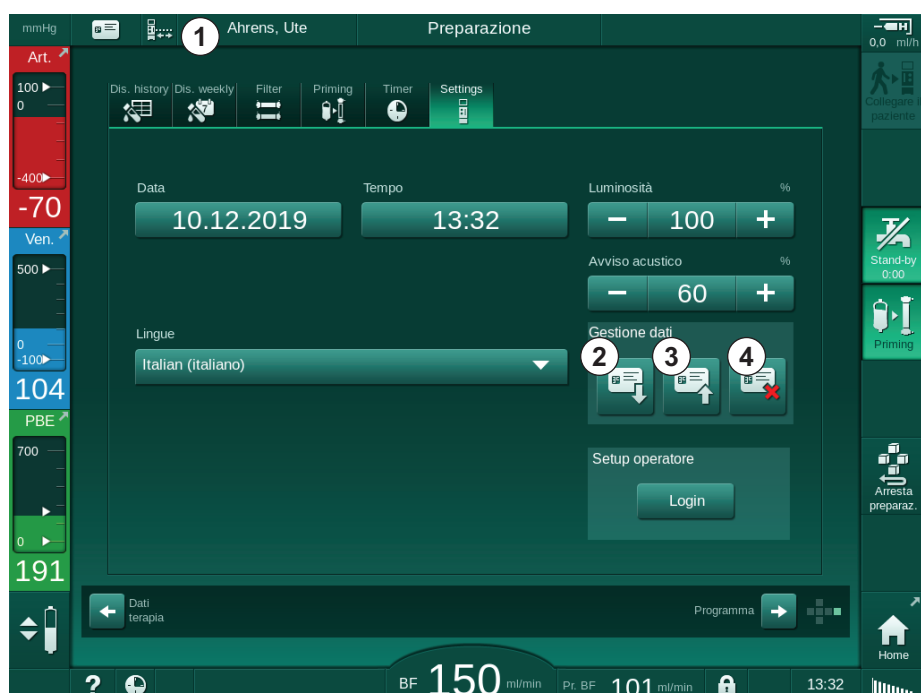 mmHg
1
Ahrens, Ute
Preparazione
0,0 ml/h
Art.
100
0
-400
-70
Ven.
500
0
-100
104
PBE
700
0
191
Dis. history
Dis. weekly
Filter
Priming
Timer
Settings
Data
Tempo
Luminosità
%
10.12.2019
13:32
100
Avviso acustico
%
60
Lingue
Italian (italiano)
Gestione dati
2
3
4
Setup operatore
Login
Dati
terapia
Programma
Collegare il
paziente
Stand-by
0:00
Priming
Arresta
preparaz.
Home
?
BF
150
ml/min
Pr. BF
101
ml/min
13:32